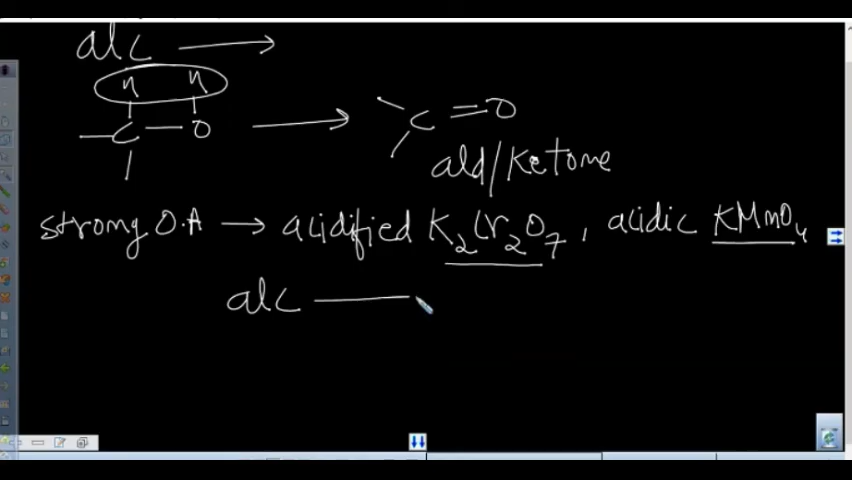 alc →
H H
— C — O → C = O
ald/Ketone
strong O.A → acidified K₂Cr₂O₇, acidic KMnO₄
alc —